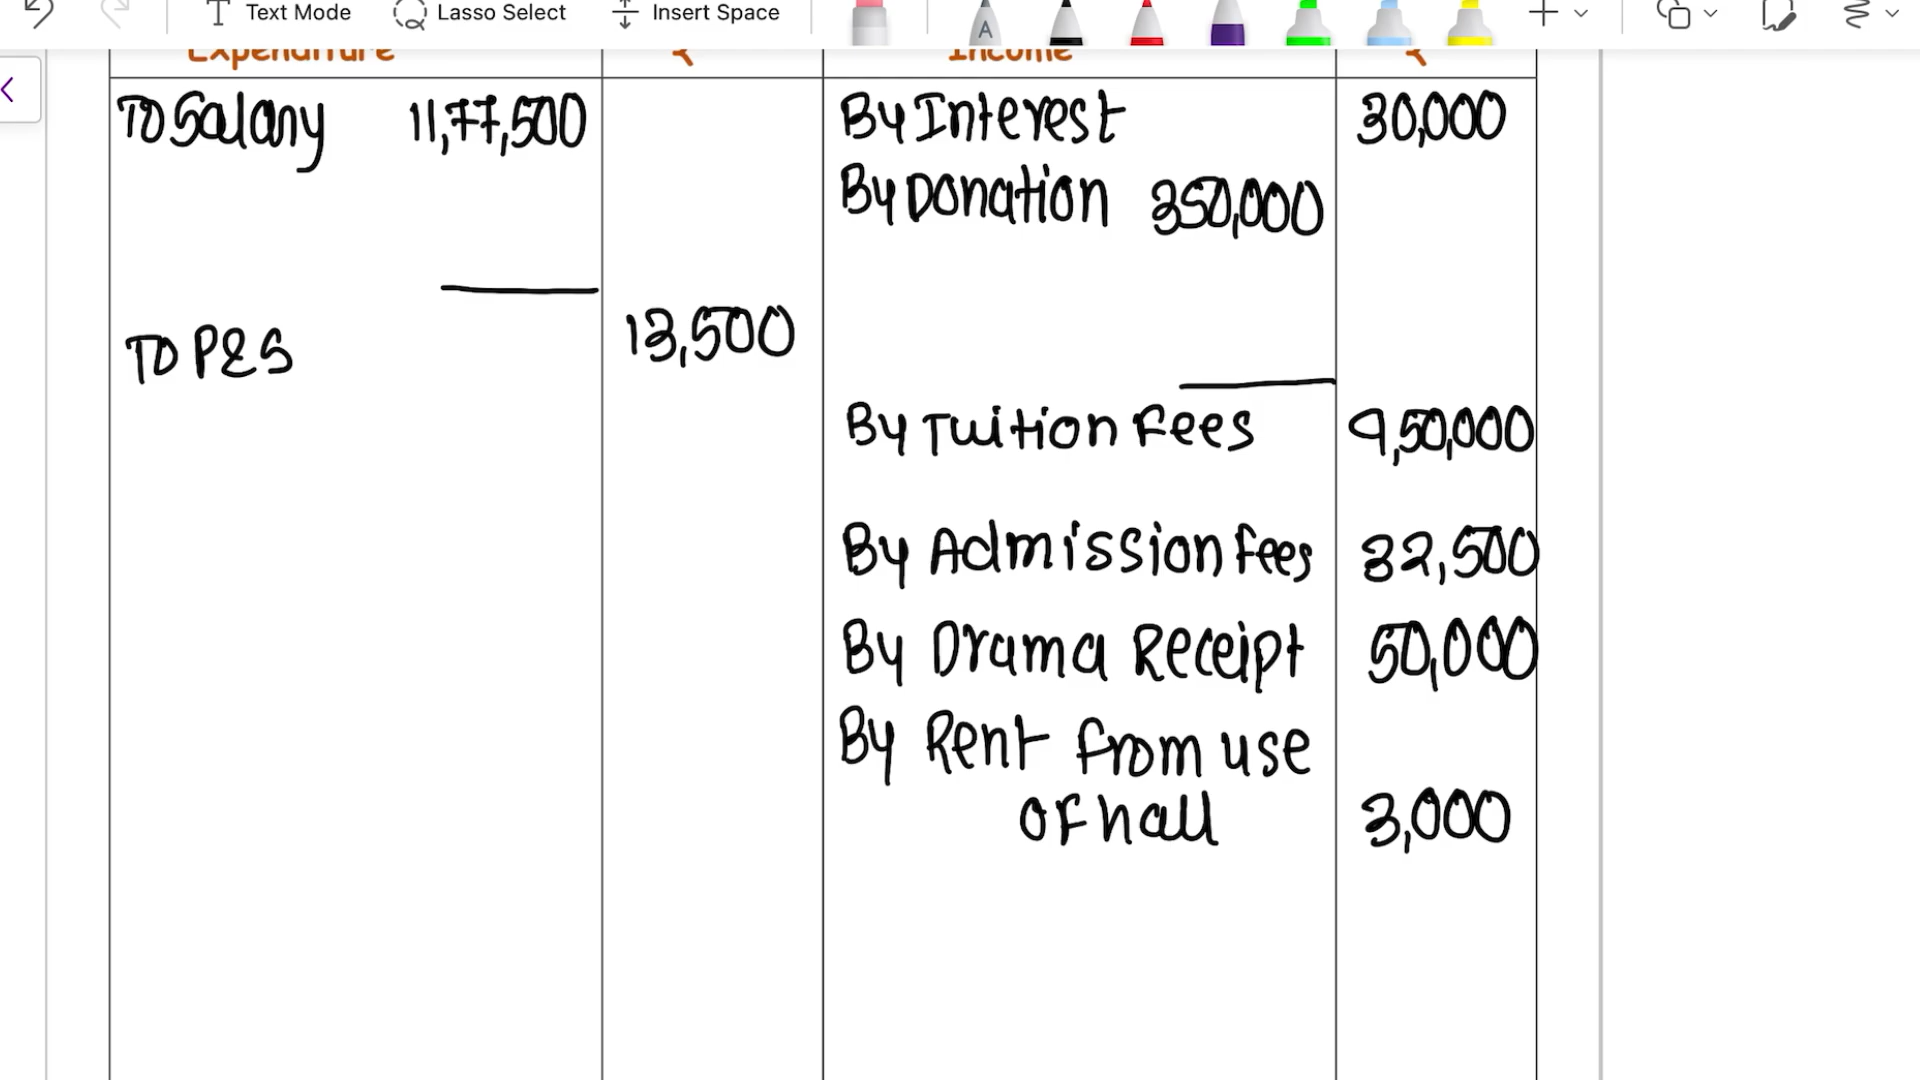 Text Mode Lasso Select Insert Space
Expenditure ₹ Income ₹
To Salary 11,77,500
To P&S 13,500
By Interest 30,000
By Donation 350,000
By Tuition Fees 9,50,000
By Admission Fees 32,500
By Drama Receipt 50,000
By Rent from use
of hall 3,000